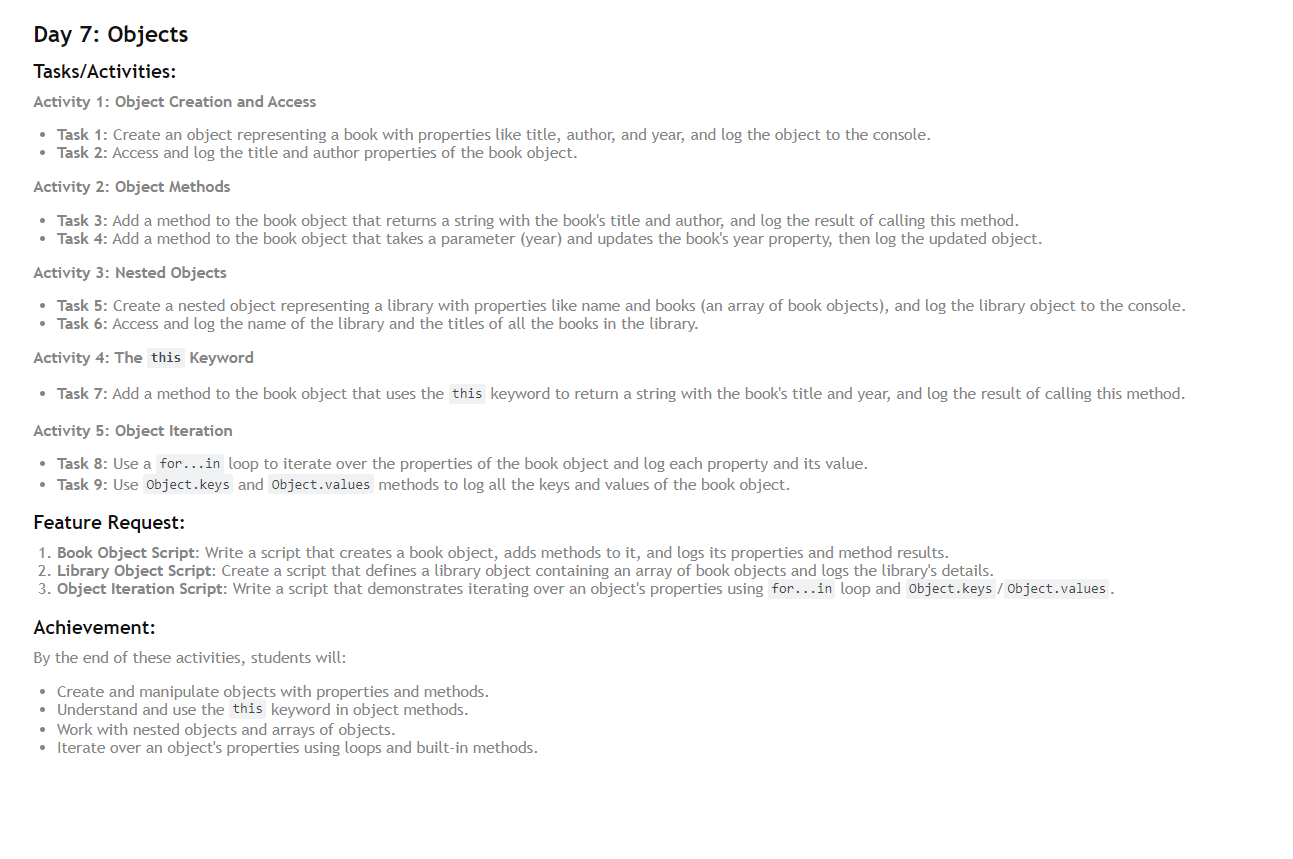 Day 7: Objects
Tasks/Activities:
Activity 1: Object Creation and Access
• Task 1: Create an object representing a book with properties like title, author, and year, and log the object to the console.
• Task 2: Access and log the title and author properties of the book object.
Activity 2: Object Methods
• Task 3: Add a method to the book object that returns a string with the book's title and author, and log the result of calling this method.
• Task 4: Add a method to the book object that takes a parameter (year) and updates the book's year property, then log the updated object.
Activity 3: Nested Objects
• Task 5: Create a nested object representing a library with properties like name and books (an array of book objects), and log the library object to the console.
• Task 6: Access and log the name of the library and the titles of all the books in the library.
Activity 4: The this Keyword
• Task 7: Add a method to the book object that uses the this keyword to return a string with the book's title and year, and log the result of calling this method.
Activity 5: Object Iteration
• Task 8: Use a for...in loop to iterate over the properties of the book object and log each property and its value.
• Task 9: Use Object.keys and Object.values methods to log all the keys and values of the book object.
Feature Request:
1. Book Object Script: Write a script that creates a book object, adds methods to it, and logs its properties and method results.
2. Library Object Script: Create a script that defines a library object containing an array of book objects and logs the library's details.
3. Object Iteration Script: Write a script that demonstrates iterating over an object's properties using for...in loop and Object.keys/Object.values.
Achievement:
By the end of these activities, students will:
• Create and manipulate objects with properties and methods.
• Understand and use the this keyword in object methods.
• Work with nested objects and arrays of objects.
• Iterate over an object's properties using loops and built-in methods.